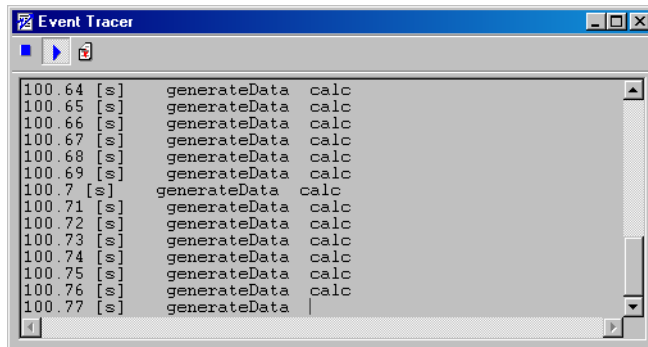 Event Tracer
100.64 [s]    generateData  calc
100.65 [s]    generateData  calc
100.66 [s]    generateData  calc
100.67 [s]    generateData  calc
100.68 [s]    generateData  calc
100.69 [s]    generateData  calc
100.7 [s]    generateData  calc
100.71 [s]    generateData  calc
100.72 [s]    generateData  calc
100.73 [s]    generateData  calc
100.74 [s]    generateData  calc
100.75 [s]    generateData  calc
100.76 [s]    generateData  calc
100.77 [s]    generateData